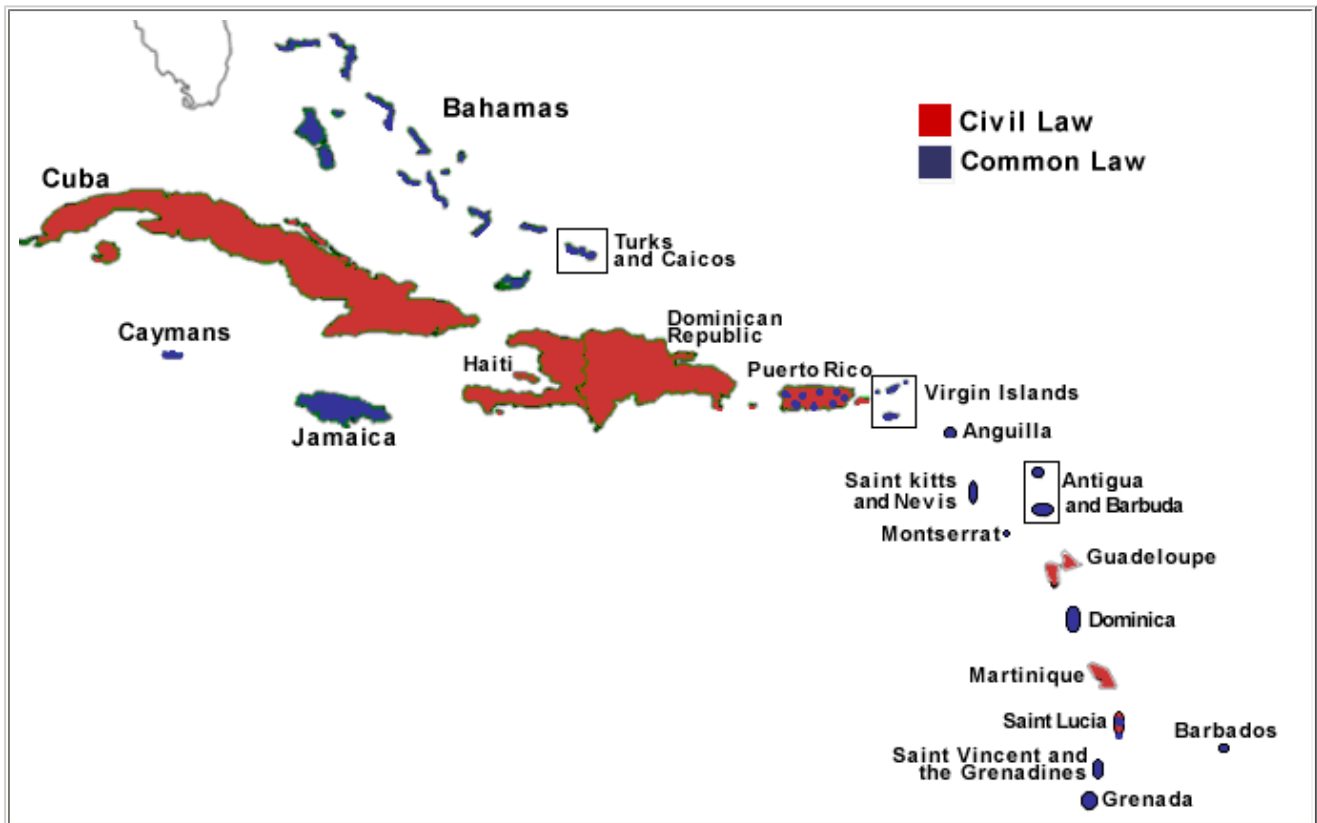 Bahamas
Civil Law
Common Law
Cuba
Turks
and Caicos
Caymans
Dominican
Republic
Haiti
Puerto Rico
Virgin Islands
Jamaica
Anguilla
Saint kitts
and Nevis
Antigua
and Barbuda
Montserrat
Guadeloupe
Dominica
Martinique
Saint Lucia
Barbados
Saint Vincent and
the Grenadines
Grenada